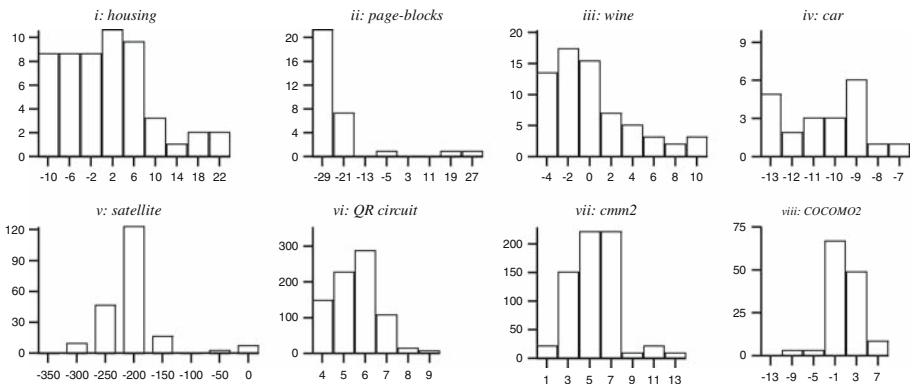 i: housing
10
8
6
4
2
0
-10 -6 -2 2 6 10 14 18 22
ii: page-blocks
20
16
12
8
4
0
-29 -21 -13 -5 3 11 19 27
iii: wine
20
15
10
5
0
-4 -2 0 2 4 6 8 10
iv: car
9
6
3
0
-13 -12 -11 -10 -9 -8 -7
v: satellite
120
90
60
30
0
-350 -300 -250 -200 -150 -100 -50 0
vi: QR circuit
300
200
100
0
4 5 6 7 8 9
vii: cmm2
200
150
100
50
0
1 3 5 7 9 11 13
viii: COCOMO2
75
50
25
0
-13 -9 -5 -1 3 7